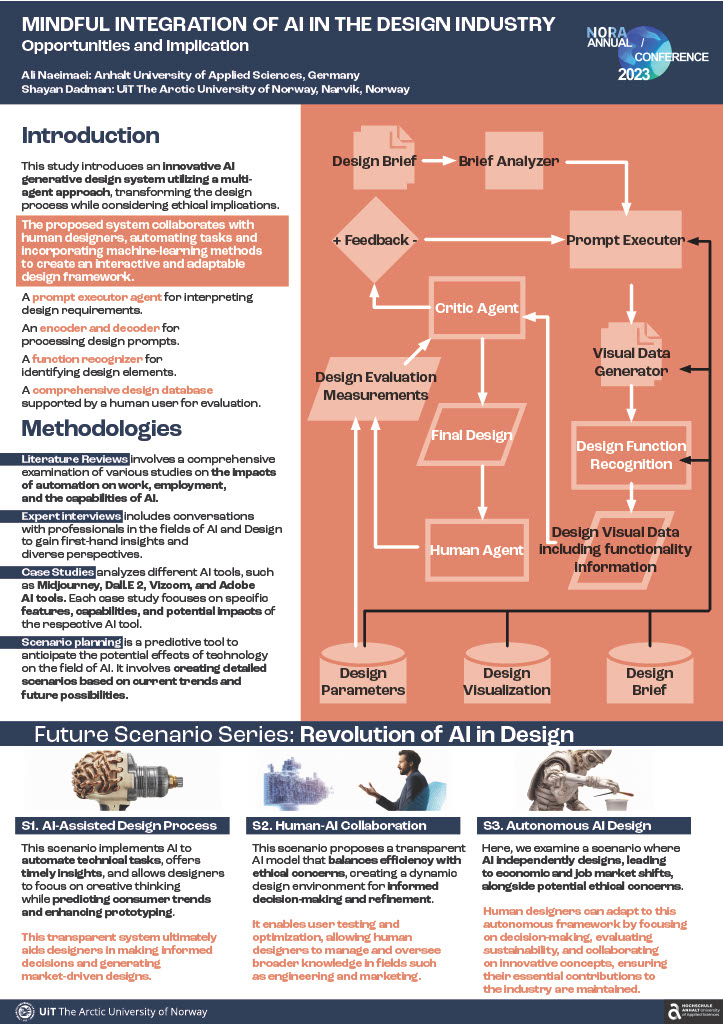 MINDFUL INTEGRATION OF AI IN THE DESIGN INDUSTRY
Opportunities and Implication
Ali Naeimaei: Anhalt University of Applied Sciences, Germany
Shayan Dadman: UiT The Arctic University of Norway, Narvik, Norway
NORA
ANNUAL /
CONFERENCE
2023
Introduction
This study introduces an innovative AI
generative design system utilizing a multi-
agent approach, transforming the design
process while considering ethical implications.
The proposed system collaborates with
human designers, automating tasks and
incorporating machine-learning methods
to create an interactive and adaptable
design framework.
A prompt executor agent for interpreting
design requirements.
An encoder and decoder for
processing design prompts.
A function recognizer for
identifying design elements.
A comprehensive design database
supported by a human user for evaluation.
Methodologies
Literature Reviews involves a comprehensive
examination of various studies on the impacts
of automation on work, employment,
and the capabilities of AI.
Expert interviews includes conversations
with professionals in the fields of AI and Design
to gain first-hand insights and
diverse perspectives.
Case Studies analyzes different AI tools, such
as Midjourney, Dall.E 2, Vizcom, and Adobe
AI tools. Each case study focuses on specific
features, capabilities, and potential impacts of
the respective AI tool.
Scenario planning is a predictive tool to
anticipate the potential effects of technology
on the field of AI. It involves creating detailed
scenarios based on current trends and
future possibilities.
Design Brief
Brief Analyzer
+ Feedback -
Prompt Executer
Critic Agent
Visual Data
Generator
Design Evaluation
Measurements
Final Design
Design Function
Recognition
Human Agent
Design Visual Data
including functionality
information
Design
Parameters
Design
Visualization
Design
Brief
Future Scenario Series: Revolution of AI in Design
S1. AI-Assisted Design Process
This scenario implements AI to
automate technical tasks, offers
timely insights, and allows designers
to focus on creative thinking
while predicting consumer trends
and enhancing prototyping.
This transparent system ultimately
aids designers in making informed
decisions and generating
market-driven designs.
S2. Human-AI Collaboration
This scenario proposes a transparent
AI model that balances efficiency with
ethical concerns, creating a dynamic
design environment for informed
decision-making and refinement.
It enables user testing and
optimization, allowing human
designers to manage and oversee
broader knowledge in fields such
as engineering and marketing.
S3. Autonomous AI Design
Here, we examine a scenario where
AI independently designs, leading
to economic and job market shifts,
alongside potential ethical concerns.
Human designers can adapt to this
autonomous framework by focusing
on decision-making, evaluating
sustainability, and collaborating
on innovative concepts, ensuring
their essential contributions to
the industry are maintained.
UiT The Arctic University of Norway
HOCHSCHULE
ANHALT University
of Applied Sciences